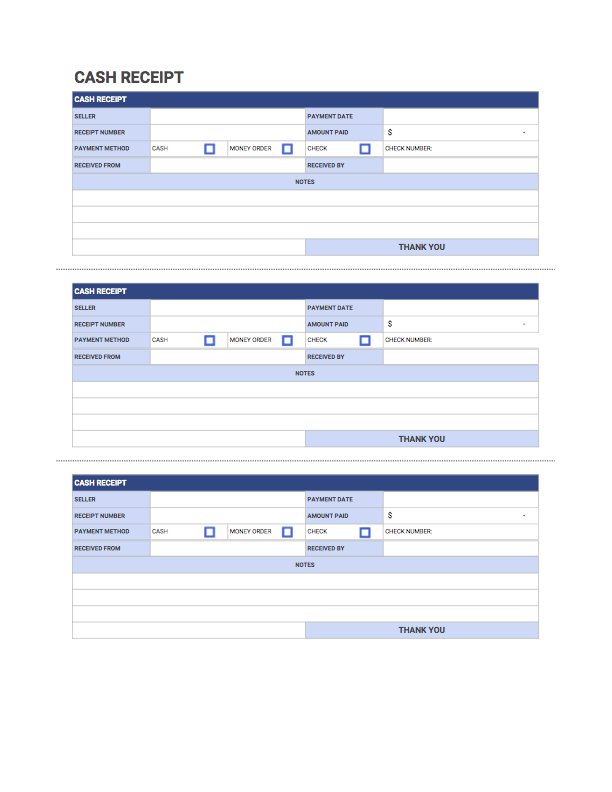 CASH RECEIPT
CASH RECEIPT
SELLER PAYMENT DATE
RECEIPT NUMBER AMOUNT PAID $ -
PAYMENT METHOD CASH MONEY ORDER CHECK CHECK NUMBER:
RECEIVED FROM RECEIVED BY
NOTES
THANK YOU
CASH RECEIPT
SELLER PAYMENT DATE
RECEIPT NUMBER AMOUNT PAID $ -
PAYMENT METHOD CASH MONEY ORDER CHECK CHECK NUMBER:
RECEIVED FROM RECEIVED BY
NOTES
THANK YOU
CASH RECEIPT
SELLER PAYMENT DATE
RECEIPT NUMBER AMOUNT PAID $ -
PAYMENT METHOD CASH MONEY ORDER CHECK CHECK NUMBER:
RECEIVED FROM RECEIVED BY
NOTES
THANK YOU